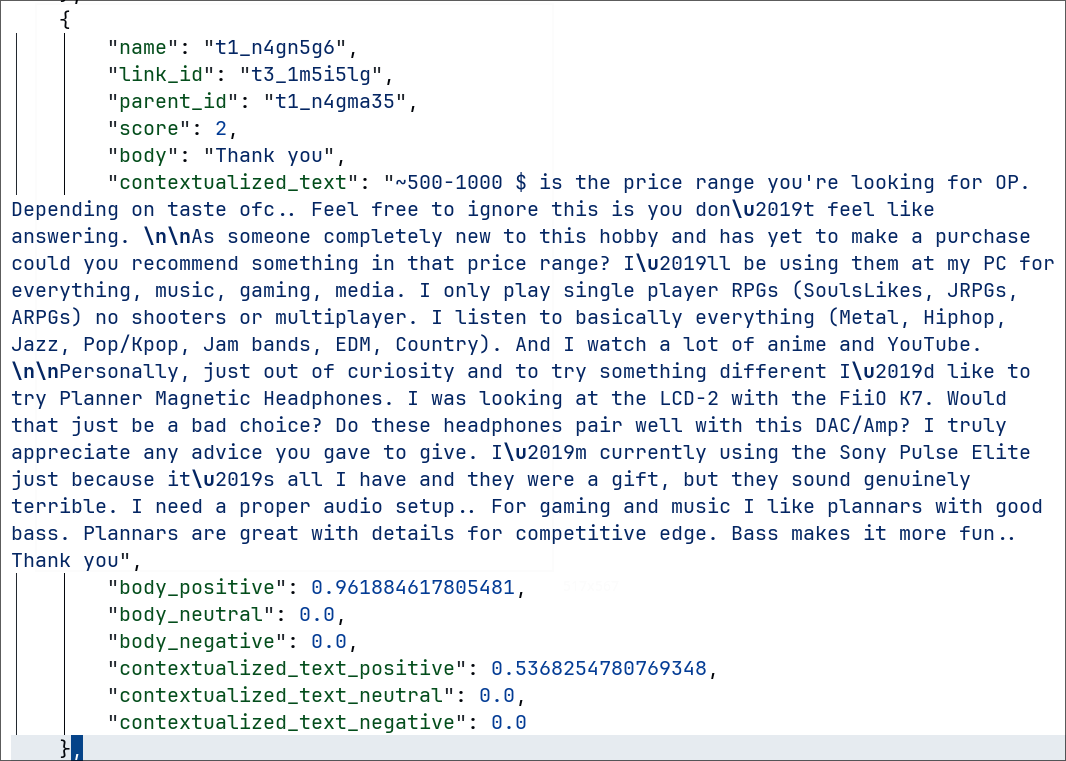 {
"name": "t1_n4gn5g6",
"link_id": "t3_1m5i5lg",
"parent_id": "t1_n4gma35",
"score": 2,
"body": "Thank you",
"contextualized_text": "~500-1000 $ is the price range you're looking for OP.
Depending on taste ofc.. Feel free to ignore this is you don\u2019t feel like
answering. \n\nAs someone completely new to this hobby and has yet to make a purchase
could you recommend something in that price range? I\u2019ll be using them at my PC for
everything, music, gaming, media. I only play single player RPGs (SoulsLikes, JRPGs,
ARPGs) no shooters or multiplayer. I listen to basically everything (Metal, Hiphop,
Jazz, Pop/Kpop, Jam bands, EDM, Country). And I watch a lot of anime and YouTube.
\n\nPersonally, just out of curiosity and to try something different I\u2019d like to
try Planner Magnetic Headphones. I was looking at the LCD-2 with the FiiO K7. Would
that just be a bad choice? Do these headphones pair well with this DAC/Amp? I truly
appreciate any advice you gave to give. I\u2019m currently using the Sony Pulse Elite
just because it\u2019s all I have and they were a gift, but they sound genuinely
terrible. I need a proper audio setup.. For gaming and music I like plannars with good
bass. Plannars are great with details for competitive edge. Bass makes it more fun..
Thank you",
"body_positive": 0.961884617805481,
"body_neutral": 0.0,
"body_negative": 0.0,
"contextualized_text_positive": 0.5368254780769348,
"contextualized_text_neutral": 0.0,
"contextualized_text_negative": 0.0
},